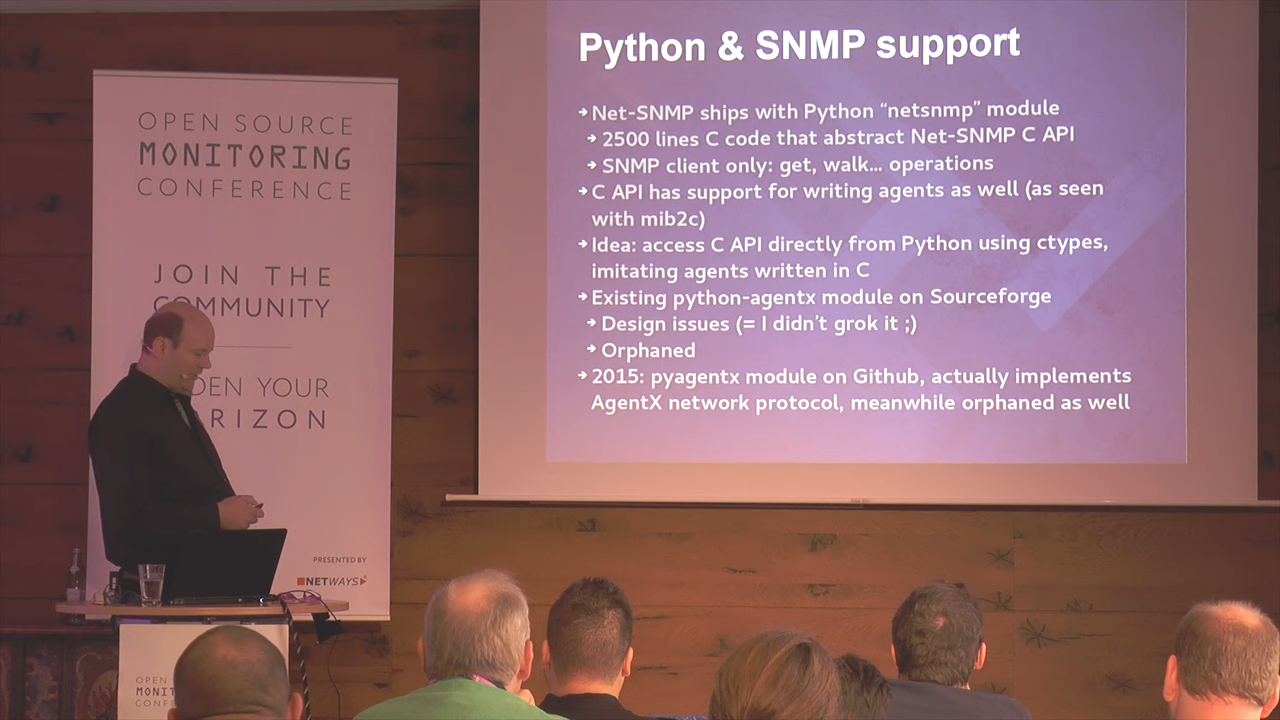 OPEN SOURCE
MONITORING
CONFERENCE
JOIN THE
COMMUNITY
YOUR
PRESENTED BY
NETWAYS
OPEN
CONF
Python & SNMP support
Net-SNMP ships with Python “netsnmp” module
2500 lines C code that abstract Net-SNMP C API
SNMP client only: get, walk... operations
C API has support for writing agents as well (as seen
with mib2c)
Idea: access C API directly from Python using ctypes,
imitating agents written in C
Existing python-agentx module on Sourceforge
Design issues (= I didn't grok it ;)
Orphaned
2015: pyagentx module on Github, actually implements
AgentX network protocol, meanwhile orphaned as well